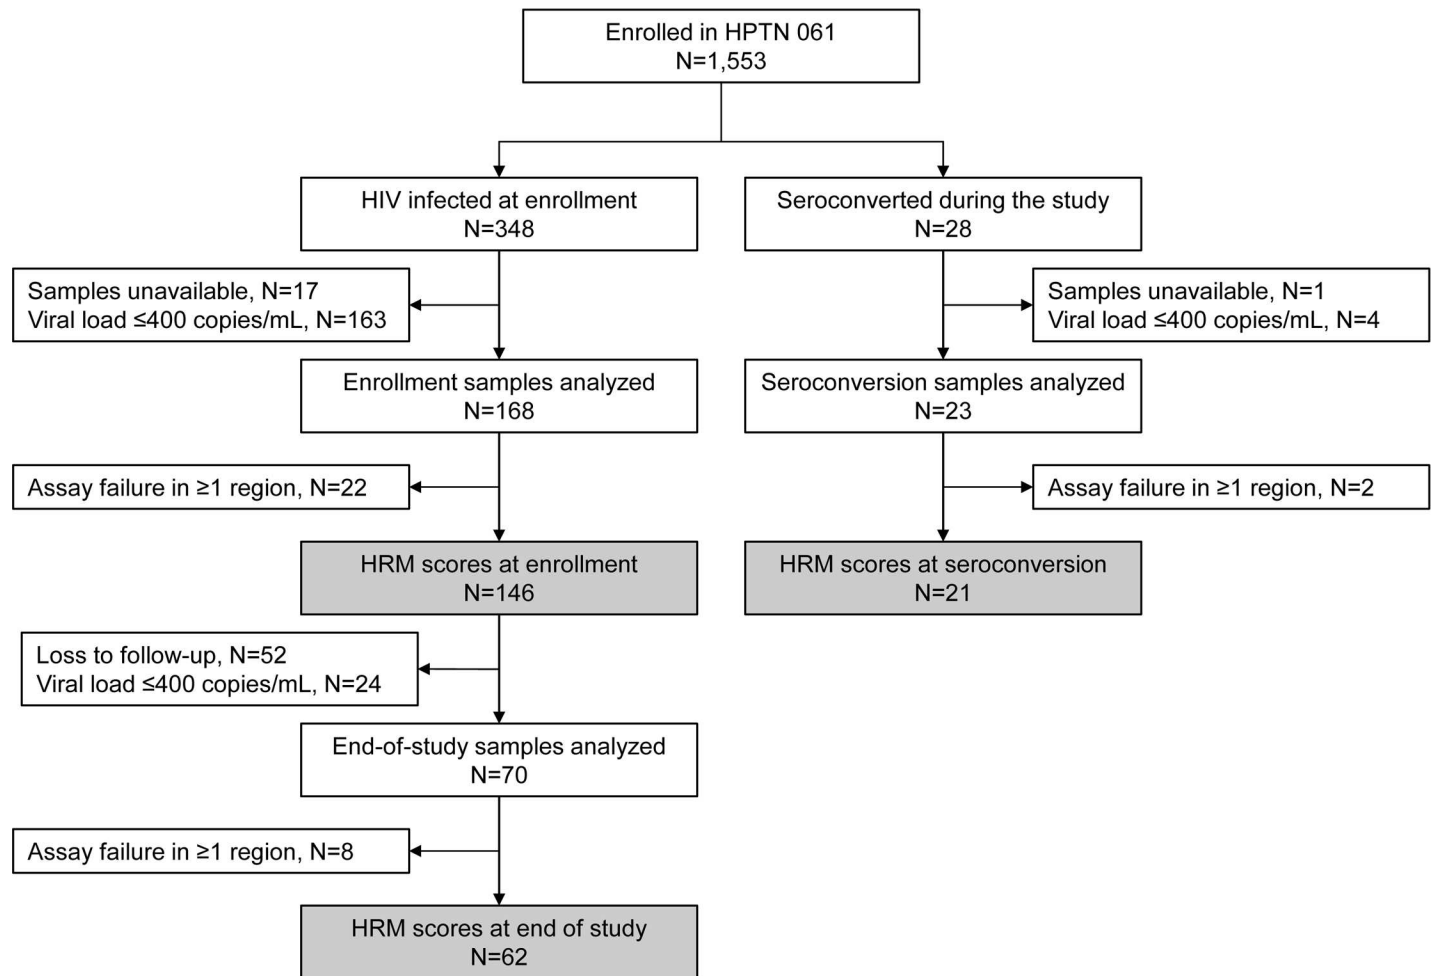 Enrolled in HPTN 061
N=1,553
HIV infected at enrollment
N=348
Seroconverted during the study
N=28
Samples unavailable, N=17
Viral load ≤400 copies/mL, N=163
Samples unavailable, N=1
Viral load ≤400 copies/mL, N=4
Enrollment samples analyzed
N=168
Seroconversion samples analyzed
N=23
Assay failure in ≥1 region, N=22
Assay failure in ≥1 region, N=2
HRM scores at enrollment
N=146
HRM scores at seroconversion
N=21
Loss to follow-up, N=52
Viral load ≤400 copies/mL, N=24
End-of-study samples analyzed
N=70
Assay failure in ≥1 region, N=8
HRM scores at end of study
N=62